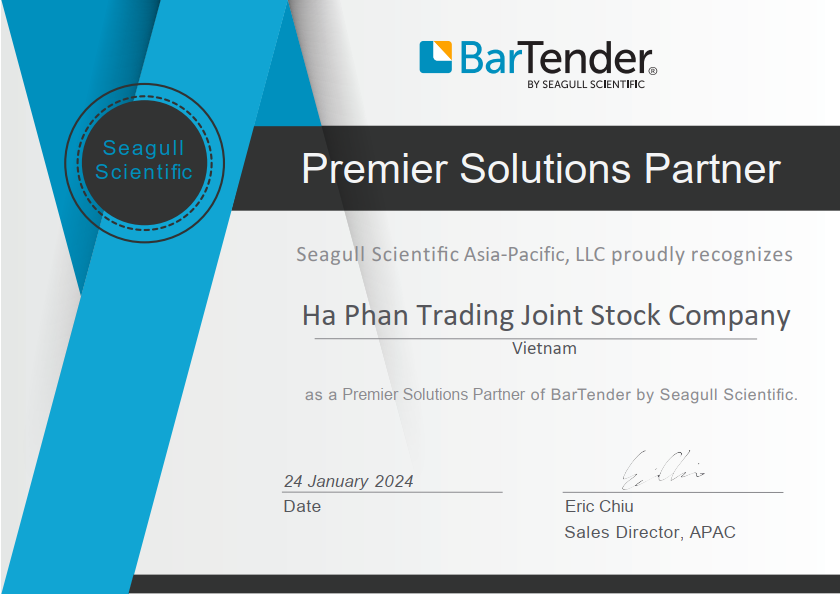 BarTender®
BY SEAGULL SCIENTIFIC
Seagull
Scientific
Premier Solutions Partner
Seagull Scientific Asia-Pacific, LLC proudly recognizes
Ha Phan Trading Joint Stock Company
Vietnam
as a Premier Solutions Partner of BarTender by Seagull Scientific.
24 January 2024
Date
Eric Chiu
Sales Director, APAC